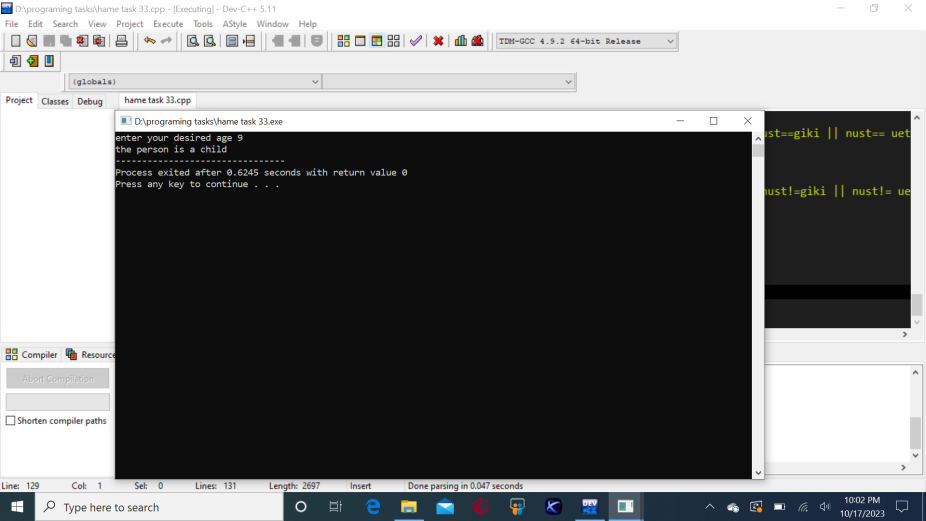 D:\programing tasks\hame task 33.cpp - [Executing] - Dev-C++ 5.11
File Edit Search View Project Execute Tools AStyle Window Help
TDM-GCC 4.9.2 64-bit Release
(globals)
Project Classes Debug hame task 33.cpp
D:\programing tasks\hame task 33.exe
enter your desired age 9
ust==giki || nust== uet
the person is a child
--------------------------------
Process exited after 0.6245 seconds with return value 0
Press any key to continue . . .
nust!=giki || nust!= ue
Compiler Resource
Abort Compilation
Shorten compiler paths
Line: 129 Col: 1 Sel: 0 Lines: 131 Length: 2697 Insert Done parsing in 0.047 seconds
Type here to search
10:02 PM
10/17/2023